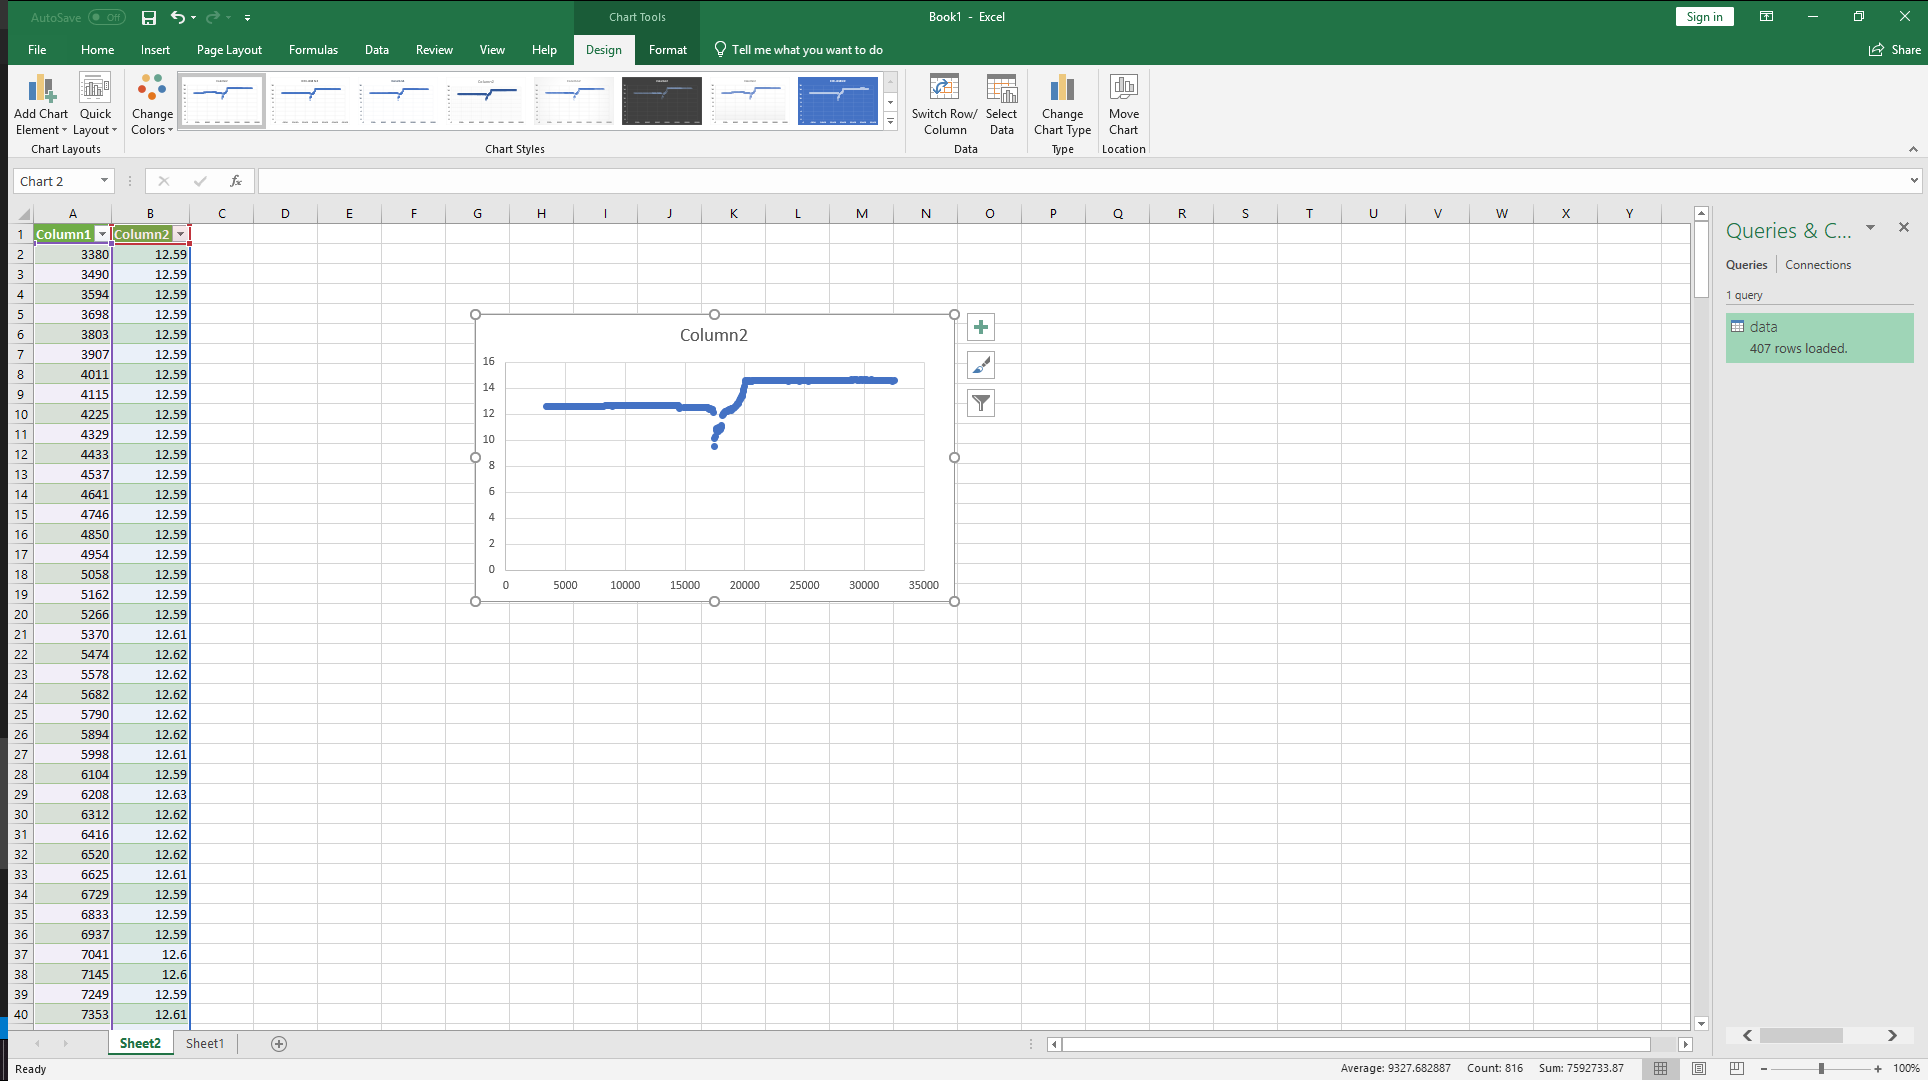 AutoSave Off Chart Tools Book1 - Excel Sign in
File Home Insert Page Layout Formulas Data Review View Help Design Format Tell me what you want to do Share
Add Chart Element Quick Layout Change Colors Switch Row/ Column Select Data Change Chart Type Move Chart
Chart Layouts Chart Styles Data Type Location
Chart 2 fx
A B C D E F G H I J K L M N O P Q R S T U V W X Y
1 Column1 Column2
2 3380 12.59
3 3490 12.59
4 3594 12.59
5 3698 12.59
6 3803 12.59
7 3907 12.59
8 4011 12.59
9 4115 12.59
10 4225 12.59
11 4329 12.59
12 4433 12.59
13 4537 12.59
14 4641 12.59
15 4746 12.59
16 4850 12.59
17 4954 12.59
18 5058 12.59
19 5162 12.59
20 5266 12.59
21 5370 12.61
22 5474 12.62
23 5578 12.62
24 5682 12.62
25 5790 12.62
26 5894 12.62
27 5998 12.61
28 6104 12.59
29 6208 12.63
30 6312 12.62
31 6416 12.62
32 6520 12.62
33 6625 12.61
34 6729 12.59
35 6833 12.59
36 6937 12.59
37 7041 12.6
38 7145 12.6
39 7249 12.59
40 7353 12.61
Column2
16
14
12
10
8
6
4
2
0
0 5000 10000 15000 20000 25000 30000 35000
Queries & C...
Queries Connections
1 query
data
407 rows loaded.
Sheet2 Sheet1
Ready Average: 9327.682887 Count: 816 Sum: 7592733.87 100%